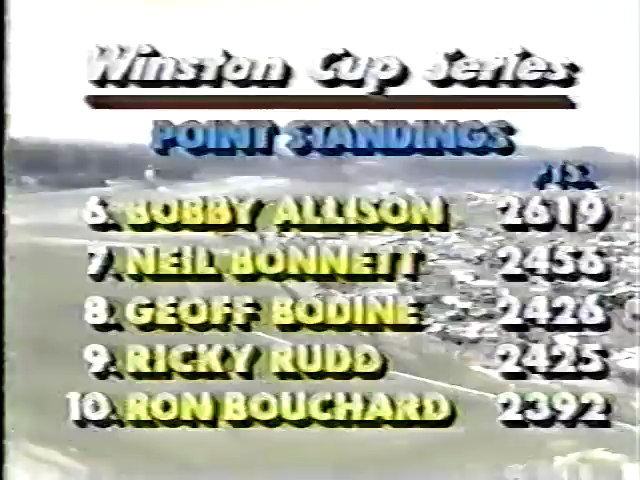 Winston Cup Series
POINT STANDINGS
PTS
6. BOBBY ALLISON 2619
7. NEIL BONNETT 2456
8. GEOFF BODINE 2426
9. RICKY RUDD 2425
10. RON BOUCHARD 2392